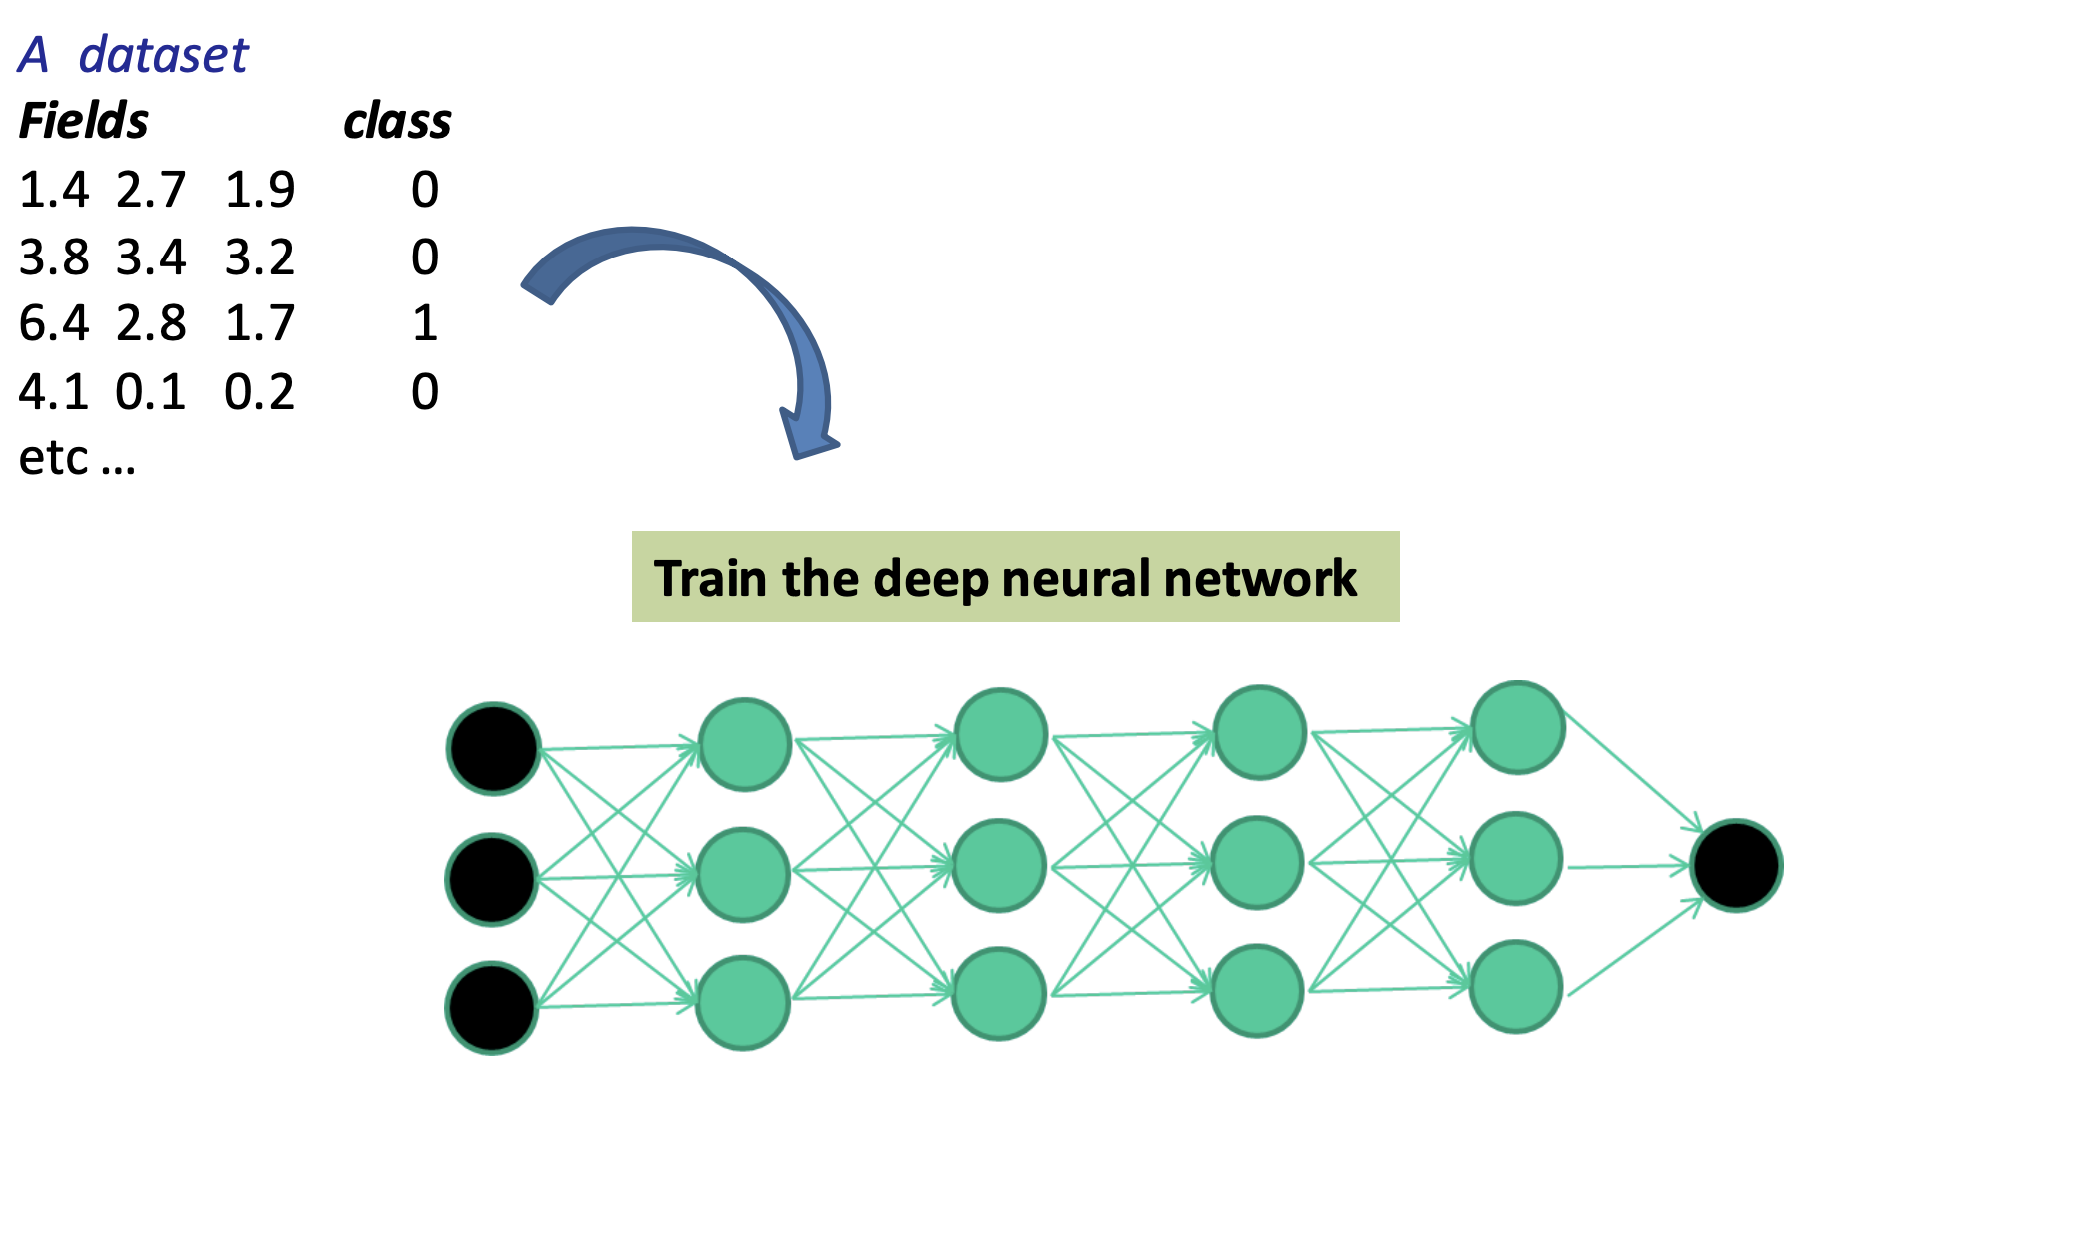 A dataset
Fields class
1.4 2.7 1.9 0
3.8 3.4 3.2 0
6.4 2.8 1.7 1
4.1 0.1 0.2 0
etc ...
Train the deep neural network